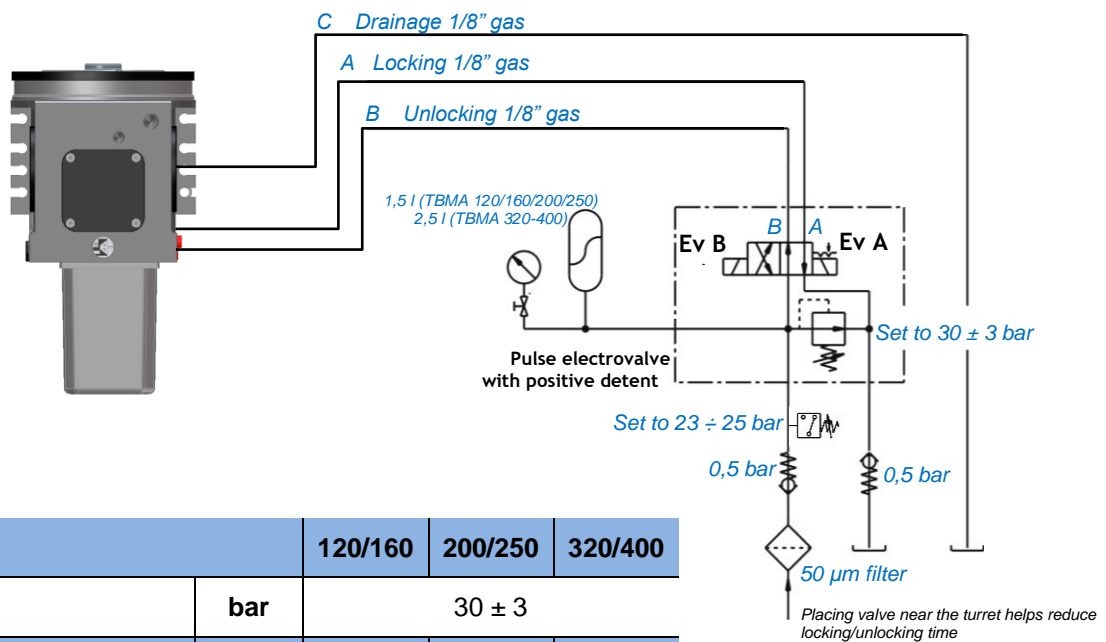 C Drainage 1/8” gas
A Locking 1/8” gas
B Unlocking 1/8” gas
1,5 l (TBMA 120/160/200/250)
2,5 l (TBMA 320-400)
B A
Ev B
Ev A
Set to 30 ± 3 bar
Pulse electrovalve
with positive detent
Set to 23 ÷ 25 bar
0,5 bar
0,5 bar
120/160 200/250 320/400
50 µm filter
bar 30 ± 3
Placing valve near the turret helps reduce
locking/unlocking time